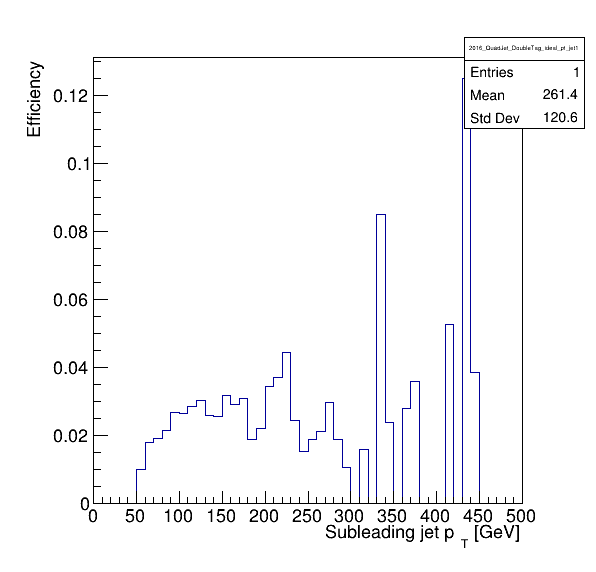 2016_QuadJet_DoubleTag_ideal_pt_jet1
Entries 1
Mean 261.4
Std Dev 120.6
Efficiency
0.12
0.1
0.08
0.06
0.04
0.02
0
0 50 100 150 200 250 300 350 400 450 500
Subleading jet p T [GeV]